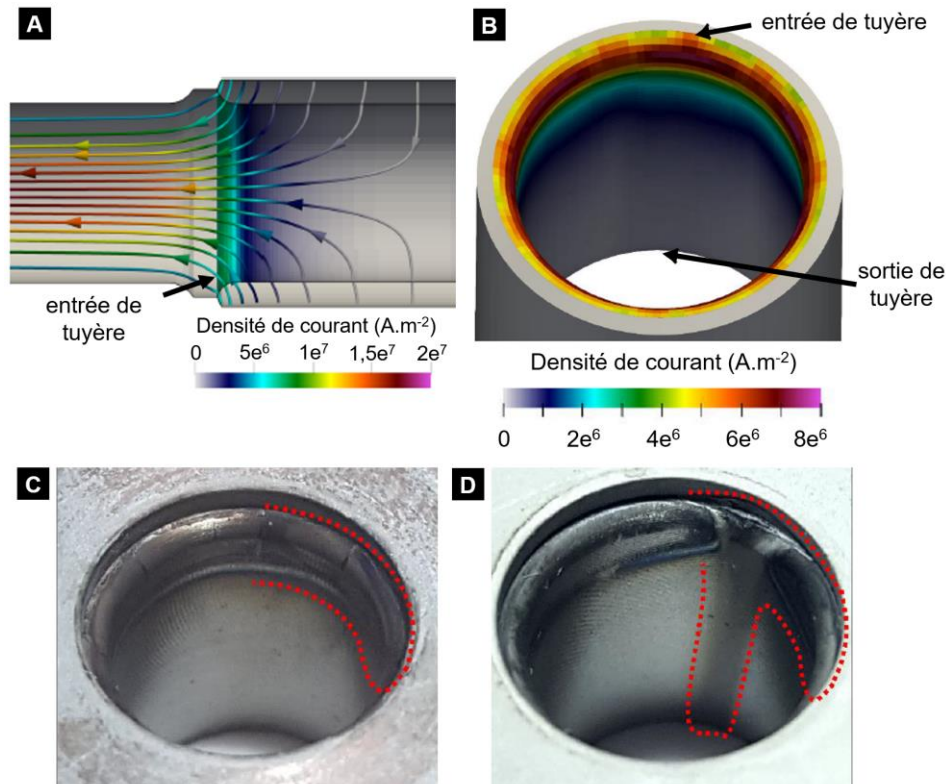 A
entrée de
tuyère
Densité de courant (A.m-2)
0 5e6 1e7 1,5e7 2e7
B
entrée de tuyère
sortie de
tuyère
Densité de courant (A.m-2)
0 2e6 4e6 6e6 8e6
C
D